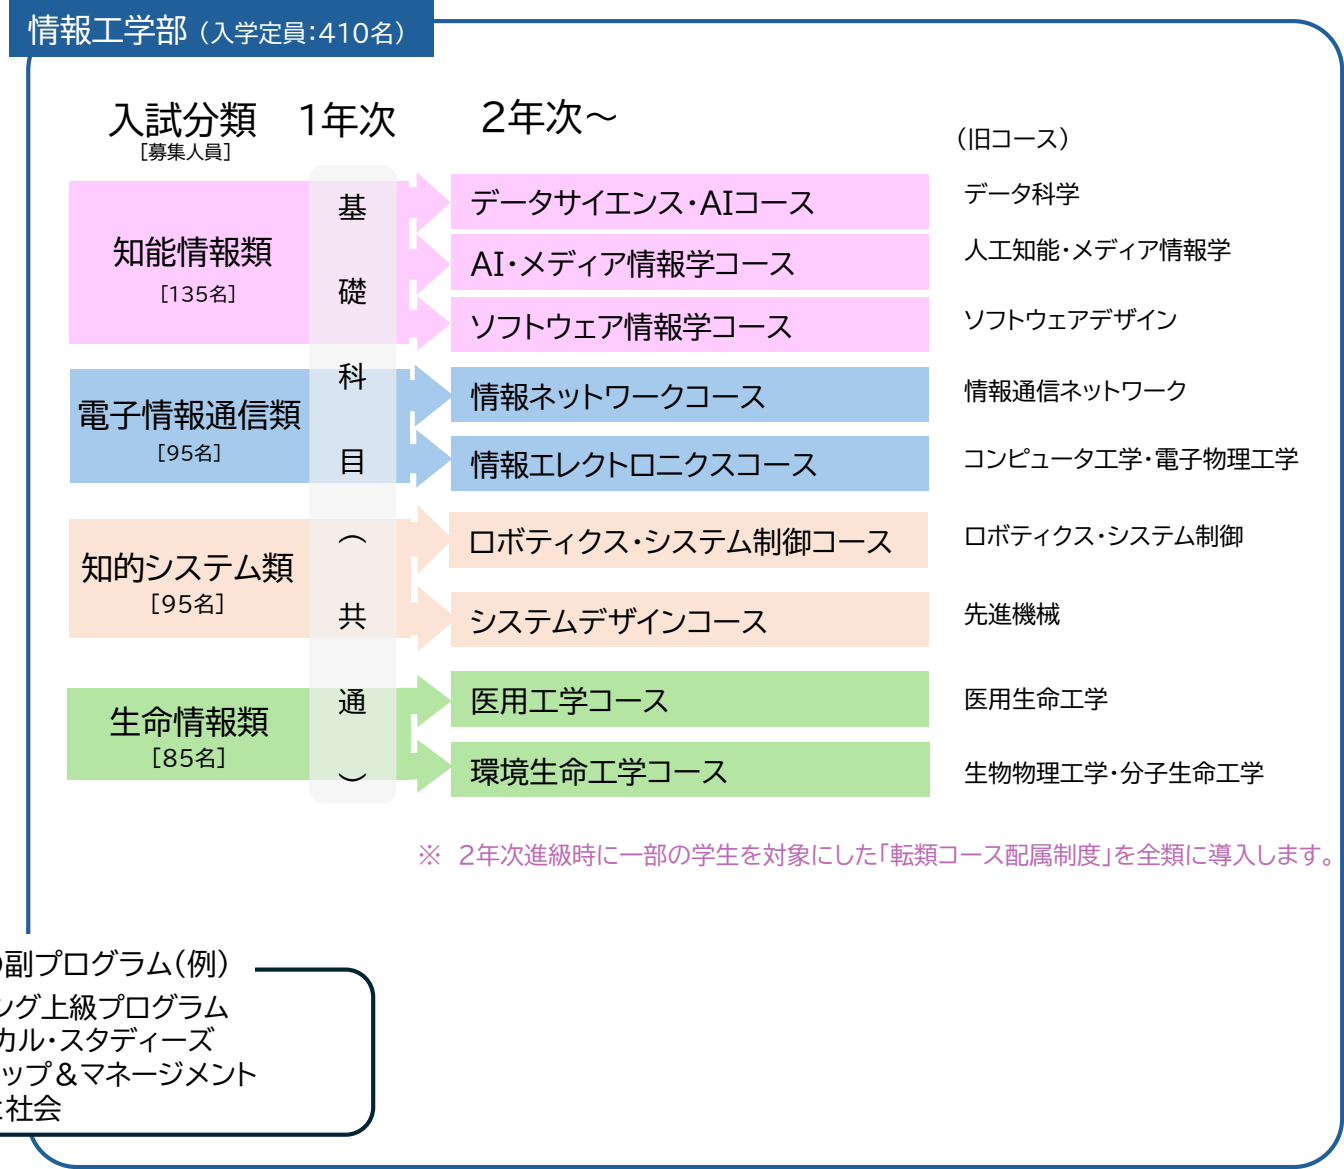 情報工学部（入学定員：410名）
入試分類
[募集人員]
1年次
2年次～
（旧コース）
基礎科目（共通）
知能情報類
[135名]
データサイエンス・AIコース
データ科学
AI・メディア情報学コース
人工知能・メディア情報学
ソフトウェア情報学コース
ソフトウェアデザイン
電子情報通信類
[95名]
情報ネットワークコース
情報通信ネットワーク
情報エレクトロニクスコース
コンピュータ工学・電子物理工学
知的システム類
[95名]
ロボティクス・システム制御コース
ロボティクス・システム制御
システムデザインコース
先進機械
生命情報類
[85名]
医用工学コース
医用生命工学
環境生命工学コース
生物物理工学・分子生命工学
※ 2年次進級時に一部の学生を対象にした「転類コース配属制度」を全類に導入します。
副プログラム（例）
ング上級プログラム
カル・スタディーズ
ップ＆マネージメント
と社会